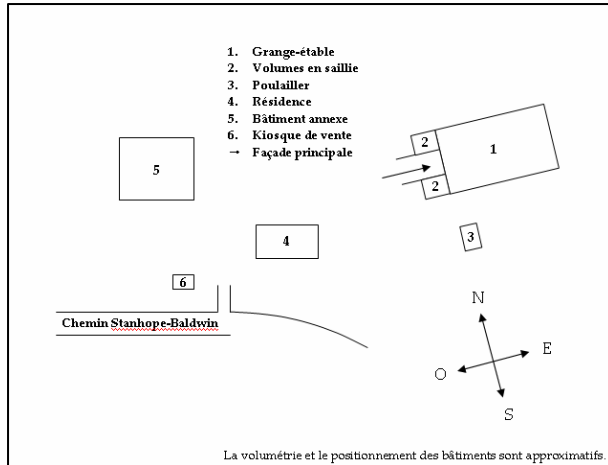 1. Grange-étable
2. Volumes en saillie
3. Poulailler
4. Résidence
5. Bâtiment annexe
6. Kiosque de vente
→ Façade principale
2
1
2
5
3
4
6
Chemin Stanhope-Baldwin
N
E
O
S
La volumétrie et le positionnement des bâtiments sont approximatifs.